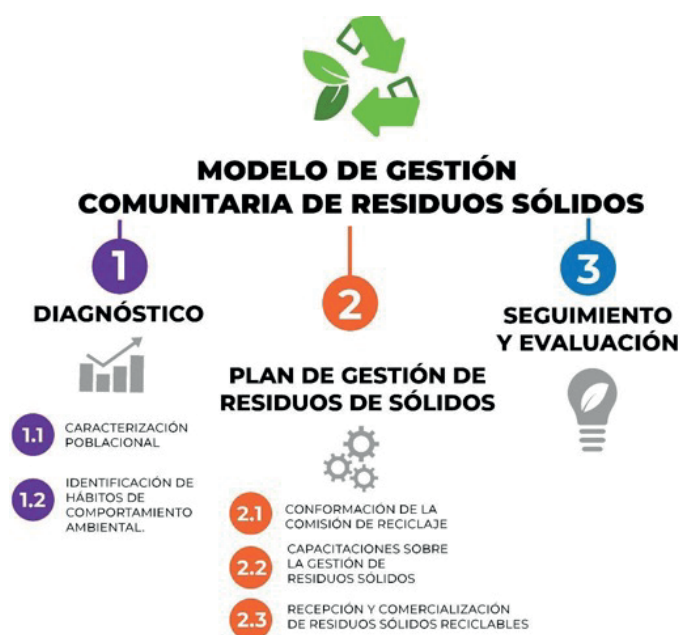 MODELO DE GESTIÓN
COMUNITARIA DE RESIDUOS SÓLIDOS
1
DIAGNÓSTICO
1.1
CARACTERIZACIÓN
POBLACIONAL
1.2
IDENTIFICACIÓN DE
HÁBITOS DE
COMPORTAMIENTO
AMBIENTAL.
2
PLAN DE GESTIÓN DE
RESIDUOS DE SÓLIDOS
2.1
CONFORMACIÓN DE LA
COMISIÓN DE RECICLAJE
2.2
CAPACITACIONES SOBRE
LA GESTIÓN DE
RESIDUOS SÓLIDOS
2.3
RECEPCIÓN Y COMERCIALIZACIÓN
DE RESIDUOS SÓLIDOS RECICLABLES
3
SEGUIMIENTO
Y EVALUACIÓN